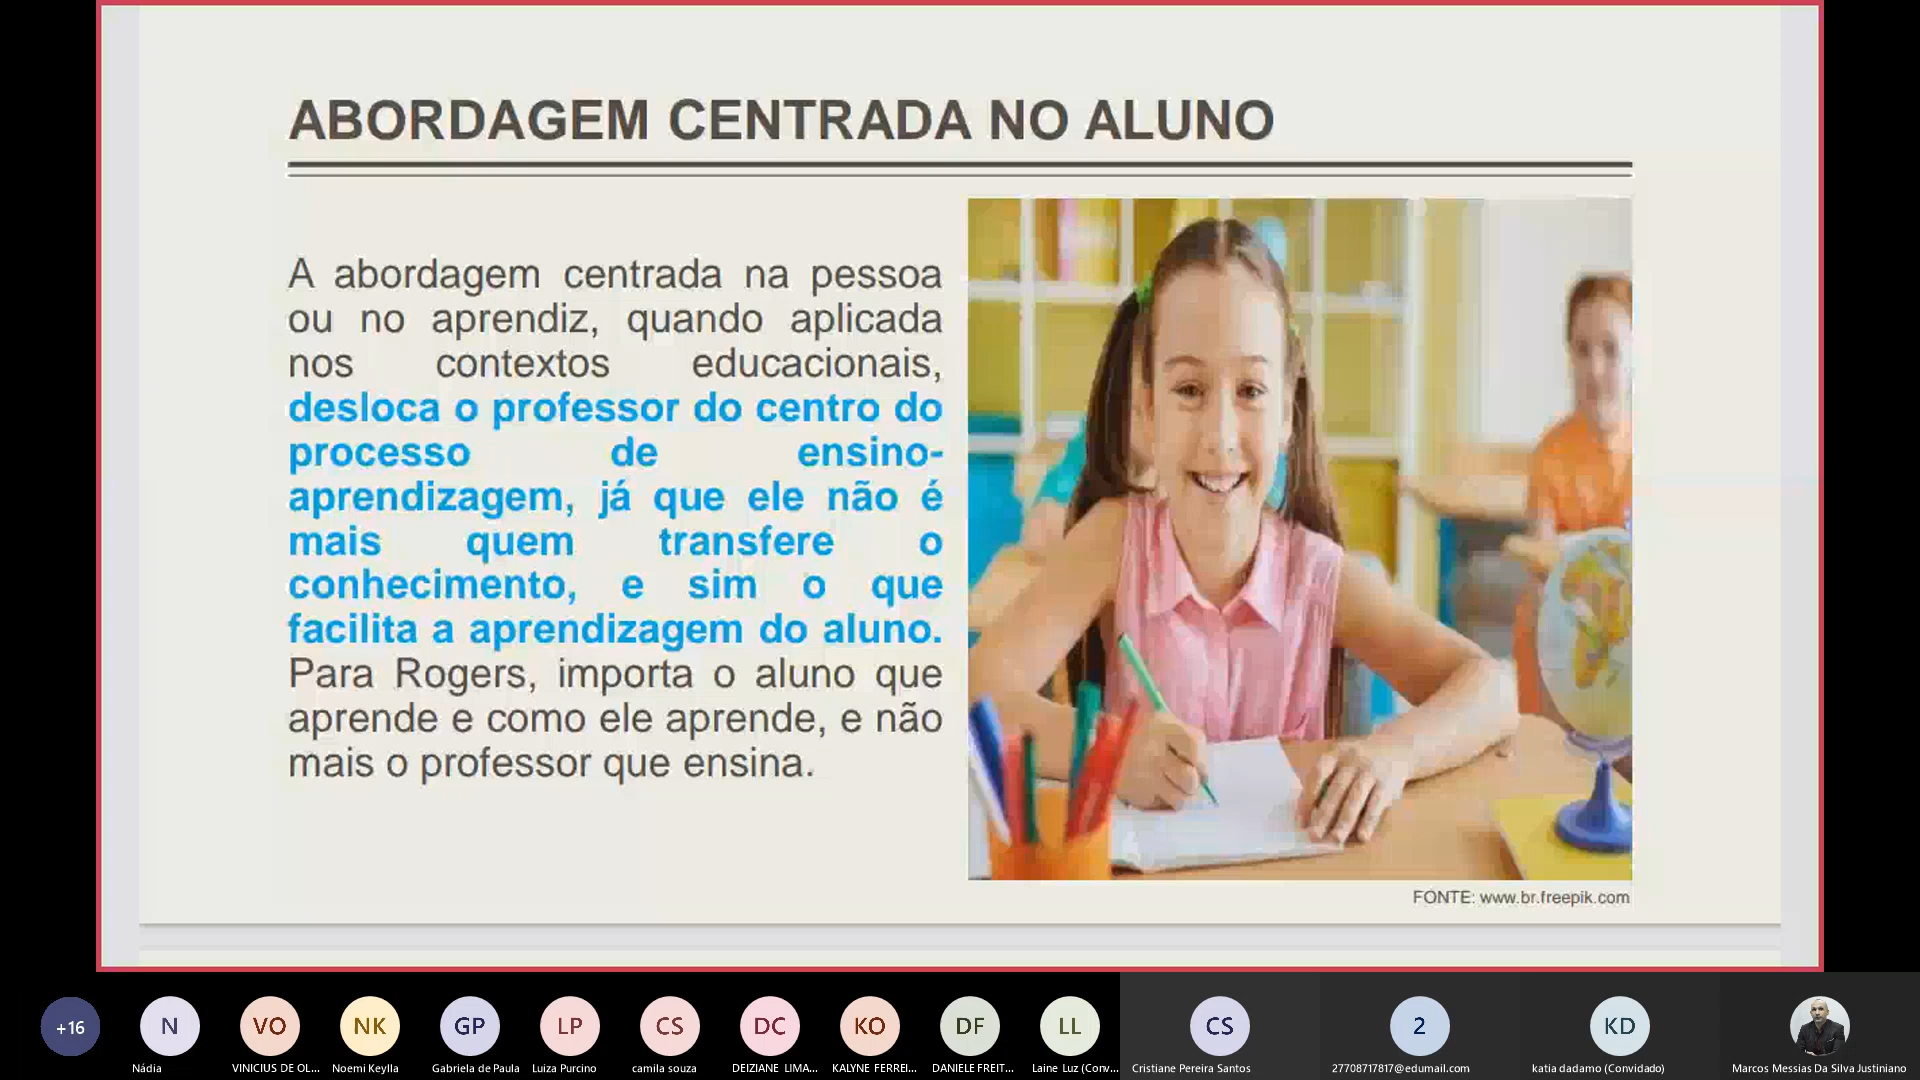 ABORDAGEM CENTRADA NO ALUNO
A abordagem centrada na pessoa
ou no aprendiz, quando aplicada
nos contextos educacionais,
desloca o professor do centro do
processo de ensino-
aprendizagem, já que ele não é
mais quem transfere o
conhecimento, e sim o que
facilita a aprendizagem do aluno.
Para Rogers, importa o aluno que
aprende e como ele aprende, e não
mais o professor que ensina.
FONTE: www.br.freepik.com
+16 N VO NK GP LP CS DC KO DF LL CS 2 KD
Nádia VINICIUS DE OL... Noemi Keylla Gabriela de Paula Luiza Purcino camila souza DEIZIANE LIMA... KALYNE FERREI... DANIELE FREIT... Laine Luz (Conv... Cristiane Pereira Santos 27708717817@edumail.com katia dadamo (Convidado) Marcos Messias Da Silva Justiniano